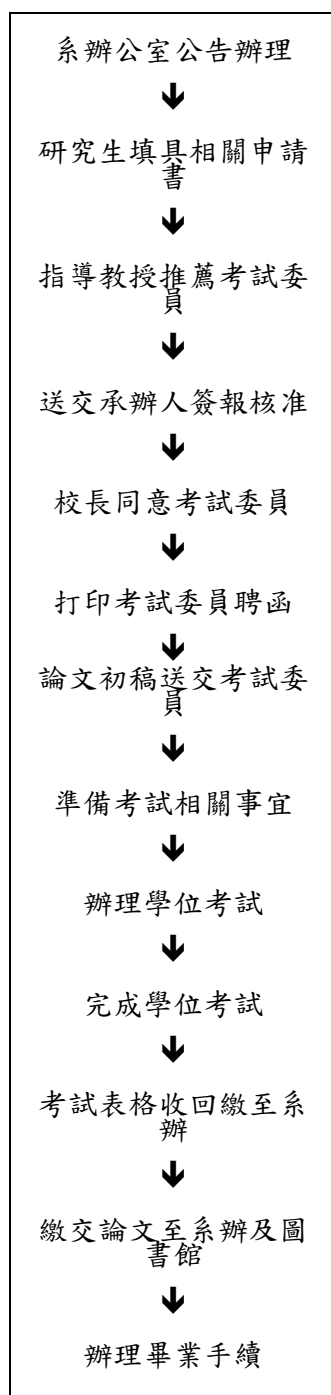 系辦公室公告辦理
研究生填具相關申請
書
指導教授推薦考試委
員
送交承辦人簽報核准
校長同意考試委員
打印考試委員聘函
論文初稿送交考試委
員
準備考試相關事宜
辦理學位考試
完成學位考試
考試表格收回繳至系
辦
繳交論文至系辦及圖
書館
辦理畢業手續